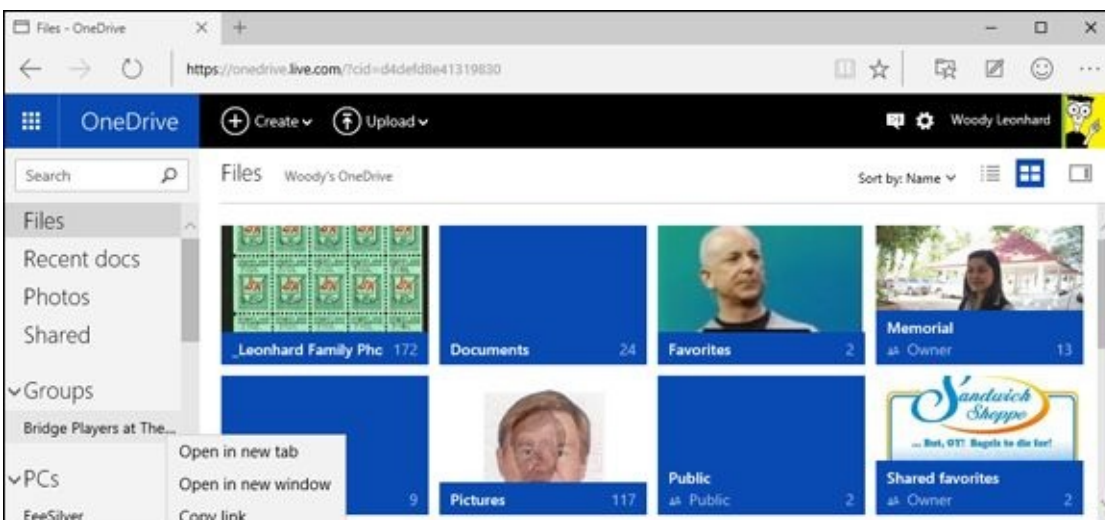 Files - OneDrive
https://onedrive.live.com/?cid=d4defd8e41319830
OneDrive
Create
Upload
Woody Leonhard
Search
Files Woody's OneDrive
Sort by: Name
Files
Recent docs
Photos
Shared
Groups
Bridge Players at The...
PCs
EeeSilver
_Leonhard Family Phc 172
Documents 24
Favorites 2
Memorial
Owner 13
9
Pictures 117
Public
Public 2
Sandwich
Shoppe
... But, OY! Bagels to die for!
Shared favorites
Owner 2
Open in new tab
Open in new window
Copy link